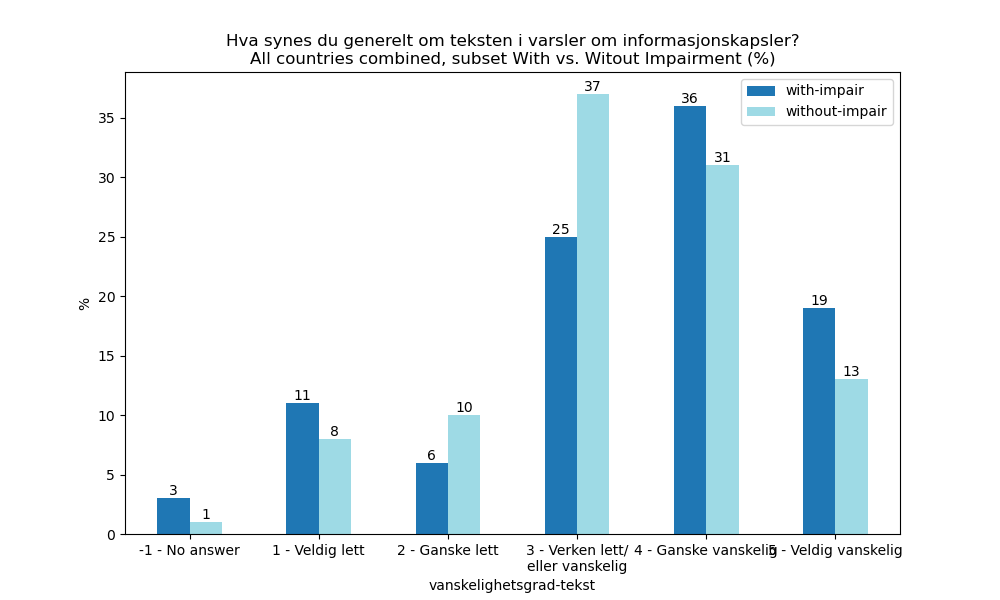 Hva synes du generelt om teksten i varsler om informasjonskapsler?
All countries combined, subset With vs. Witout Impairment (%)
with-impair
without-impair
%
35
30
25
20
15
10
5
0
3
1
11
8
6
10
25
37
36
31
19
13
-1 - No answer
1 - Veldig lett
2 - Ganske lett
3 - Verken lett/
eller vanskelig
4 - Ganske vanskelig
5 - Veldig vanskelig
vanskelighetsgrad-tekst